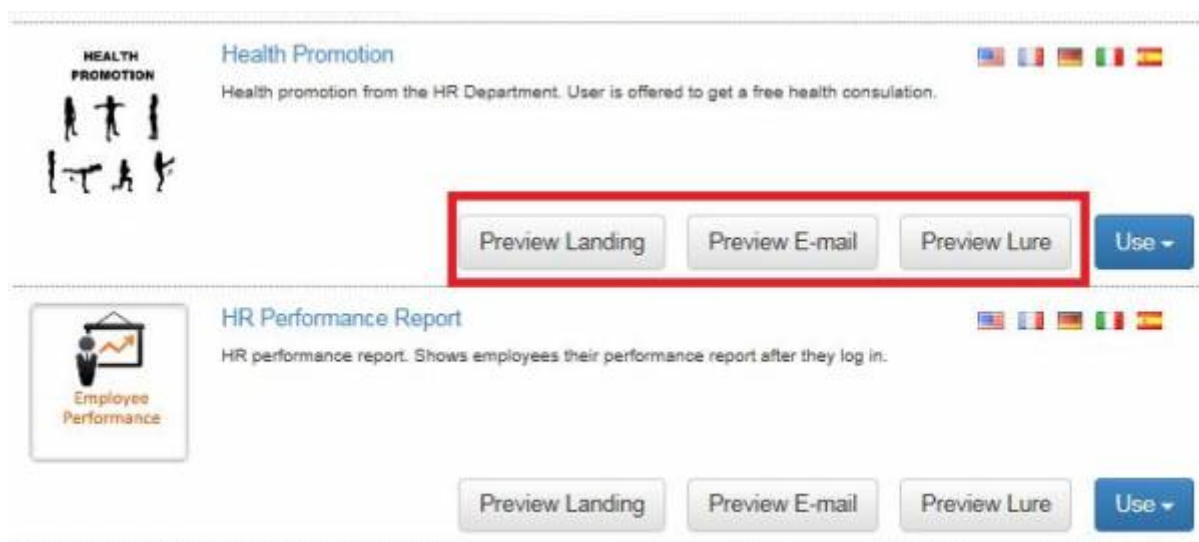 HEALTH
PROMOTION
Health Promotion
Health promotion from the HR Department. User is offered to get a free health consulation.
Preview Landing
Preview E-mail
Preview Lure
Use
Employee
Performance
HR Performance Report
HR performance report. Shows employees their performance report after they log in.
Preview Landing
Preview E-mail
Preview Lure
Use